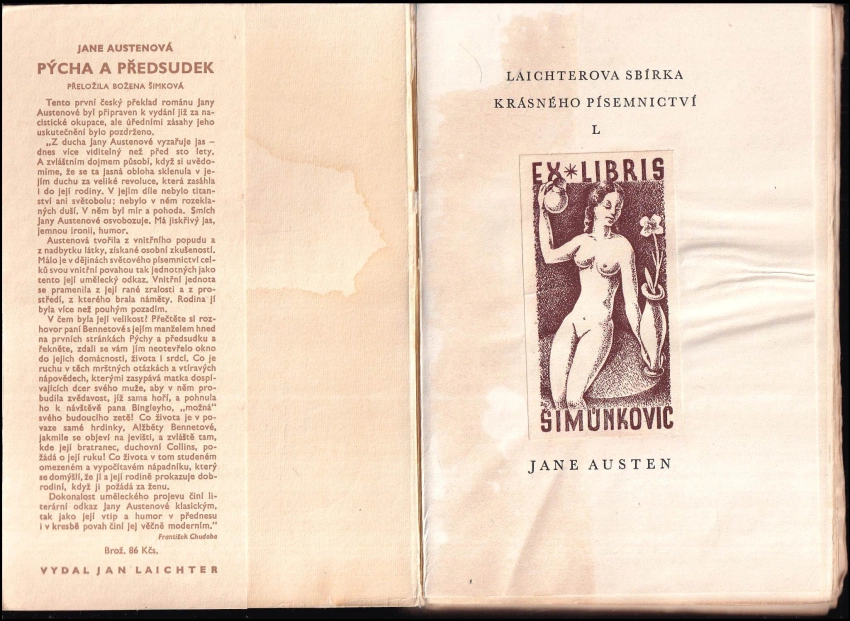 JANE AUSTENOVÁ
PÝCHA A PŘEDSUDEK
PŘELOŽILA BOŽENA ŠIMKOVÁ
Tento první český překlad románu Jany
Austenové byl připraven k vydání již za na-
cistické okupace, ale úředními zásahy jeho
uskutečnění bylo pozdrženo.
„Z ducha Jany Austenové vyzařuje jas –
dnes více viditelný než před sto lety.
A zvláštním dojmem působí, když si uvědo-
míme, že se ta jasná obloha sklenula v je-
jím duchu za veliké revoluce, která zasáhla
i do její rodiny. V jejím díle nebylo titan-
ství ani světobolu; nebylo v něm rozekla-
ných duší. V něm byl mír a pohoda. Smích
Jany Austenové osvobozuje. Má jiskřivý jas,
jemnou ironii, humor.
Austenová tvořila z vnitřního popudu a
z nadbytku látky, získané osobní zkušeností.
Málo je v dějinách světového písemnictví cel-
ků svou vnitřní povahou tak jednotných jako
tento její umělecký odkaz. Vnitřní jednota
se pramenila z její rané zralosti a z pro-
středí, z kterého brala náměty. Rodina jí
byla více než pouhým pozadím.
V čem byla její velikost? Přečtěte si roz-
hovor paní Bennetové s jejím manželem hned
na prvních stránkách Pýchy a předsudku a
řekněte, zdali se vám jím neotevřelo okno
do jejich domácnosti, života i srdcí. Co je
ruchu v těch mrštných otázkách a vtíravých
nápovědech, kterými zasypává matka dospí-
vajících dcer svého muže, aby v něm pro-
budila zvědavost, jíž sama hoří, a pohnula
ho k návštěvě pana Bingleyho, „možná“
svého budoucího zetě! Co života je v po-
vaze samé hrdinky, Alžběty Bennetové,
jakmile se objeví na jevišti, a zvláště tam,
kde její bratranec, duchovní Collins, po-
žádá o její ruku! Co života v tom studeném
omezeném a vypočítavém nápadníku, který
se domýšlí, že jí a její rodině prokazuje dob-
rodiní, když jí požádá za ženu.
Dokonalost uměleckého projevu činí li-
terární odkaz Jany Austenové klasickým,
tak jako její vtip a humor v přednesu
i v kresbě povah činí jej věčně moderním.“
František Chudoba
Brož. 86 Kčs.
VYDAL JAN LAICHTER
LAICHTEROVA SBÍRKA
KRÁSNÉHO PÍSEMNICTVÍ
L
EX*LIBRIS
ŠIMŮNKOVIC
JANE AUSTEN